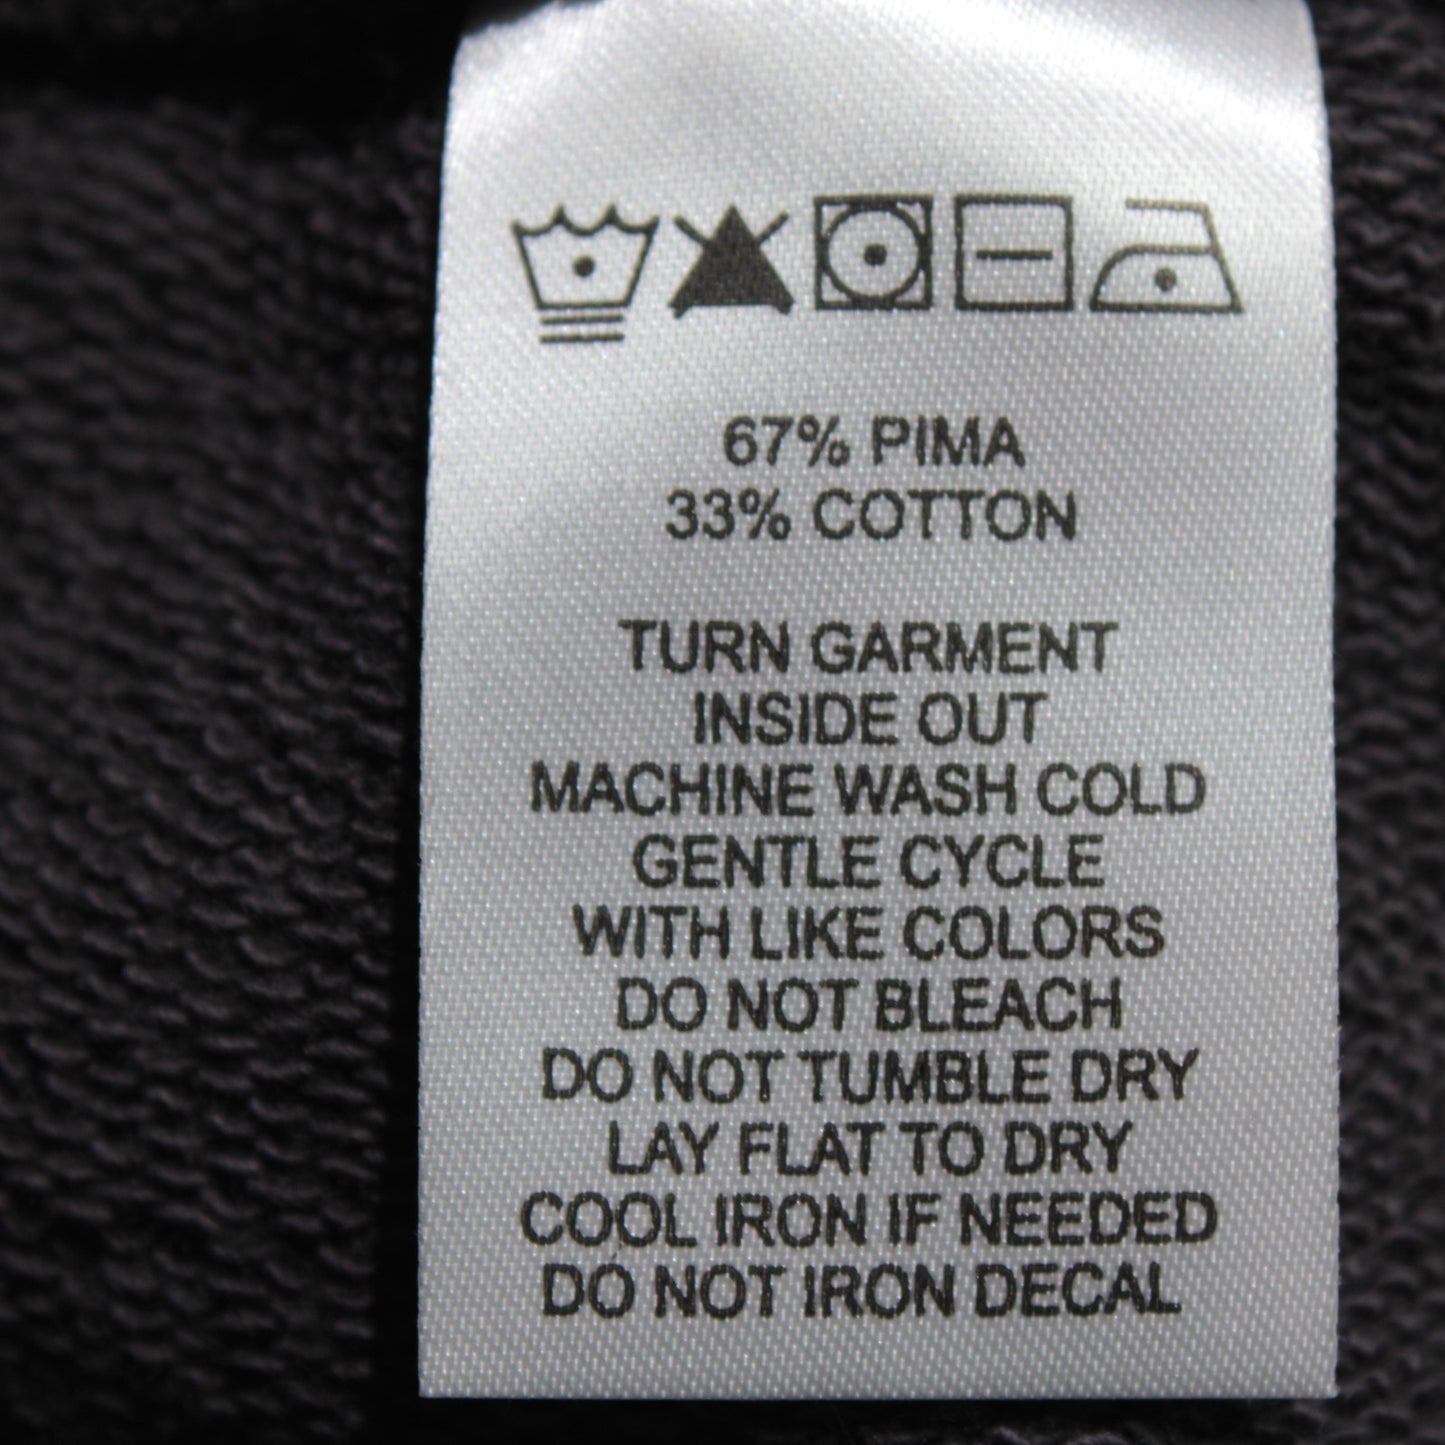 67% PIMA
33% COTTON
TURN GARMENT
INSIDE OUT
MACHINE WASH COLD
GENTLE CYCLE
WITH LIKE COLORS
DO NOT BLEACH
DO NOT TUMBLE DRY
LAY FLAT TO DRY
COOL IRON IF NEEDED
DO NOT IRON DECAL